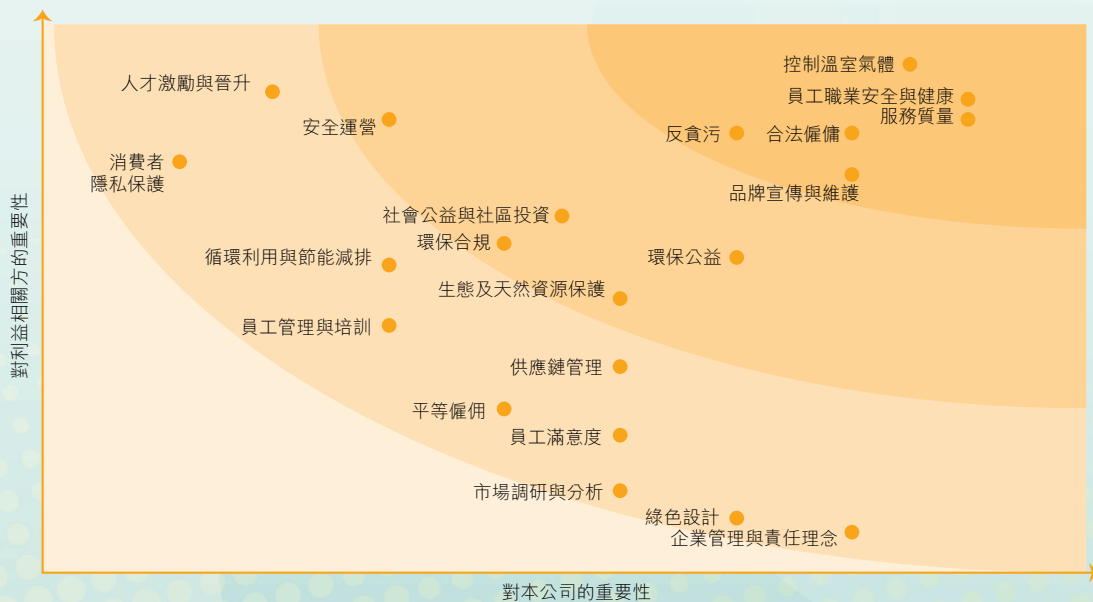 控制溫室氣體
人才激勵與晉升
員工職業安全與健康
服務質量
安全運營
反貪污
合法僱傭
消費者
隱私保護
品牌宣傳與維護
社會公益與社區投資
環保合規
循環利用與節能減排
環保公益
生態及天然資源保護
員工管理與培訓
供應鏈管理
平等僱佣
員工滿意度
市場調研與分析
綠色設計
企業管理與責任理念
對利益相關方的重要性
對本公司的重要性